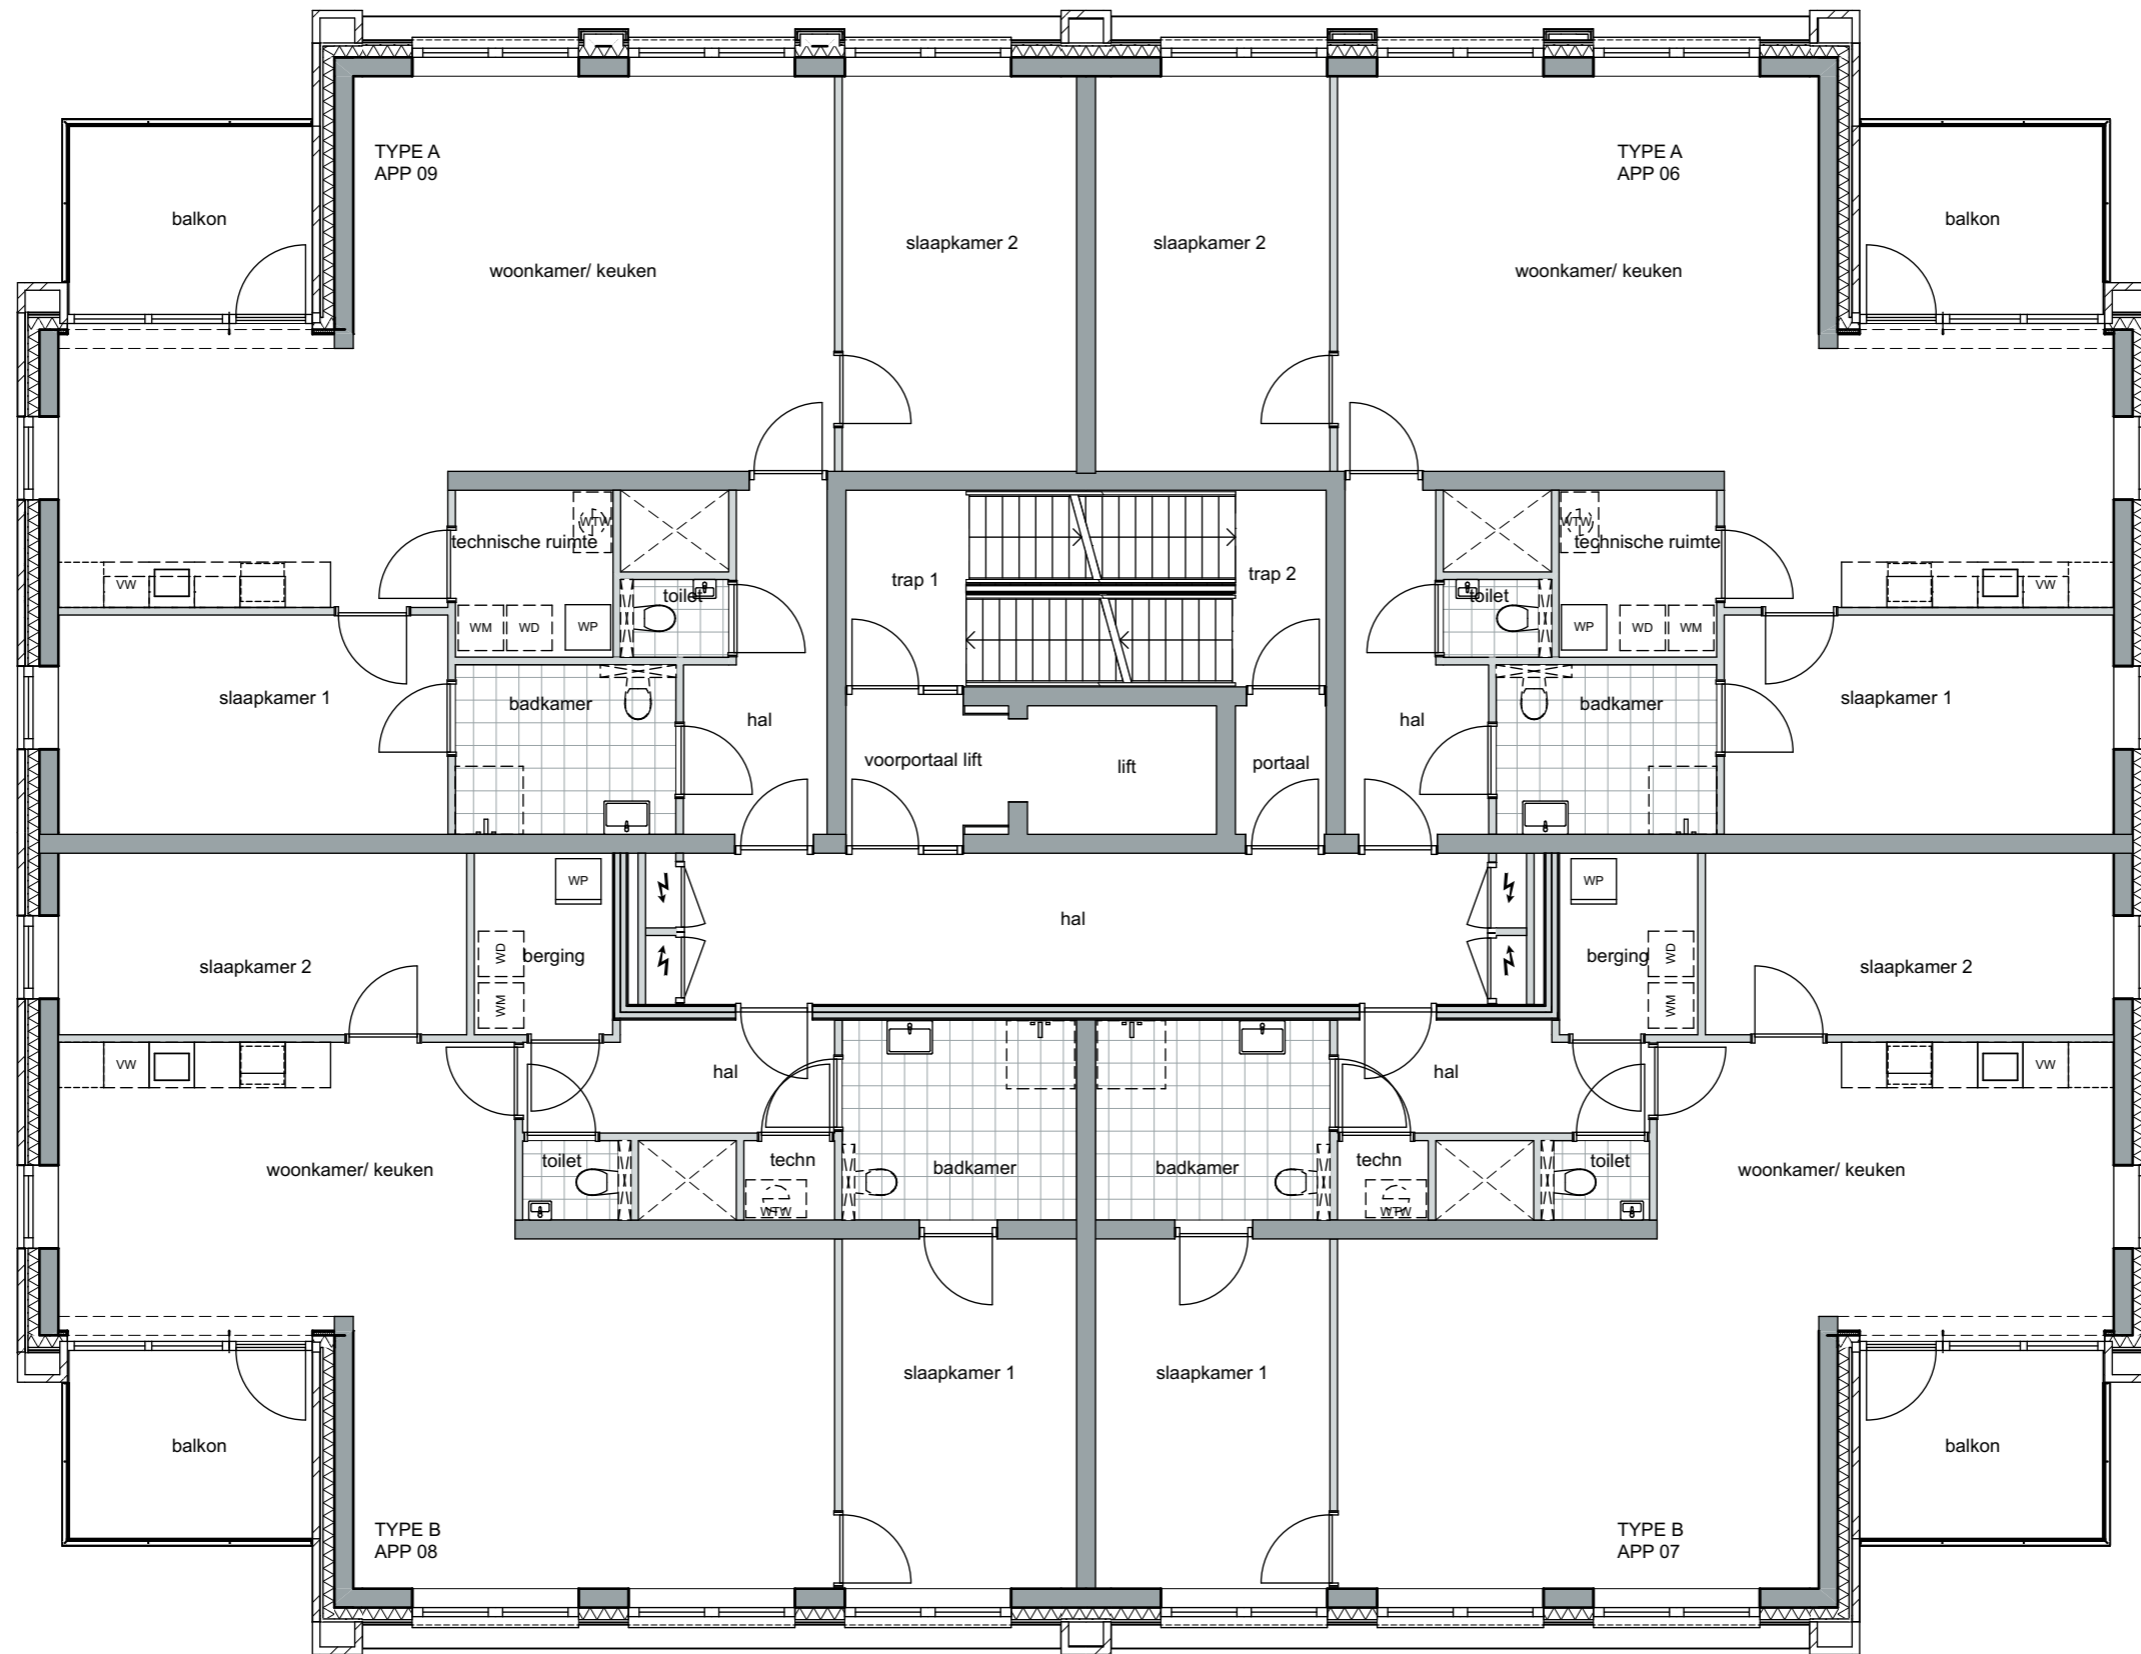 TYPE A
APP 09
TYPE A
APP 06
balkon
balkon
slaapkamer 2
slaapkamer 2
woonkamer/ keuken
woonkamer/ keuken
WTW
WTW
technische ruimte
technische ruimte
trap 1
trap 2
VW
VW
toilet
toilet
WM
WD
WP
WP
WD
WM
slaapkamer 1
badkamer
badkamer
slaapkamer 1
hal
hal
voorportaal lift
lift
portaal
WP
WP
hal
WD
berging
berging
WD
slaapkamer 2
slaapkamer 2
WM
WM
VW
hal
hal
VW
toilet
techn
badkamer
badkamer
techn
toilet
woonkamer/ keuken
woonkamer/ keuken
WTW
WTW
slaapkamer 1
slaapkamer 1
balkon
balkon
TYPE B
APP 08
TYPE B
APP 07